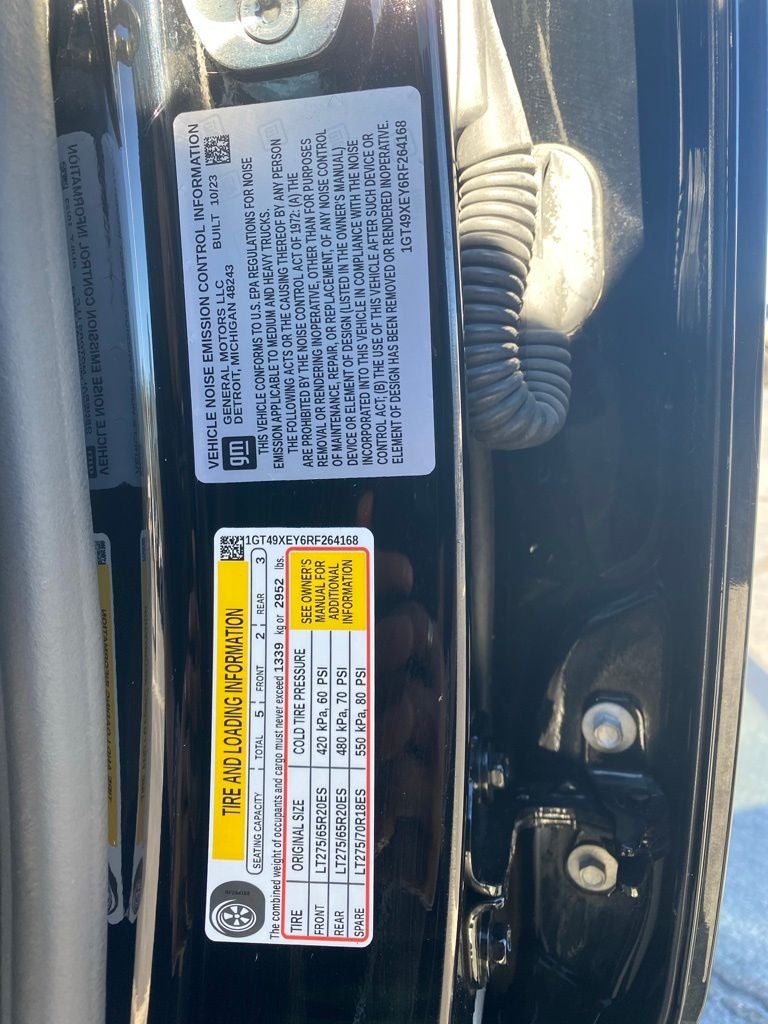 VEHICLE NOISE EMISSION CONTROL INFORMATION
gm
GENERAL MOTORS LLC BUILT 10/23
DETROIT, MICHIGAN 48243
THIS VEHICLE CONFORMS TO U.S. EPA REGULATIONS FOR NOISE
EMISSION APPLICABLE TO MEDIUM AND HEAVY TRUCKS.
THE FOLLOWING ACTS OR THE CAUSING THEREOF BY ANY PERSON
ARE PROHIBITED BY THE NOISE CONTROL ACT OF 1972: (A) THE
REMOVAL OR RENDERING INOPERATIVE, OTHER THAN FOR PURPOSES
OF MAINTENANCE, REPAIR, OR REPLACEMENT, OF ANY NOISE CONTROL
DEVICE OR ELEMENT OF DESIGN (LISTED IN THE OWNER'S MANUAL)
INCORPORATED INTO THIS VEHICLE IN COMPLIANCE WITH THE NOISE
CONTROL ACT; (B) THE USE OF THIS VEHICLE AFTER SUCH DEVICE OR
ELEMENT OF DESIGN HAS BEEN REMOVED OR RENDERED INOPERATIVE.
1GT49XEY6RF264168
TIRE AND LOADING INFORMATION
1GT49XEY6RF264168
SEATING CAPACITY TOTAL 5 FRONT 2 REAR 3
The combined weight of occupants and cargo must never exceed 1339 kg or 2952 lbs.
TIRE ORIGINAL SIZE COLD TIRE PRESSURE
FRONT LT275/65R20ES 420 kPa, 60 PSI
REAR LT275/65R20ES 480 kPa, 70 PSI
SPARE LT275/70R18ES 550 kPa, 80 PSI
SEE OWNER'S
MANUAL FOR
ADDITIONAL
INFORMATION